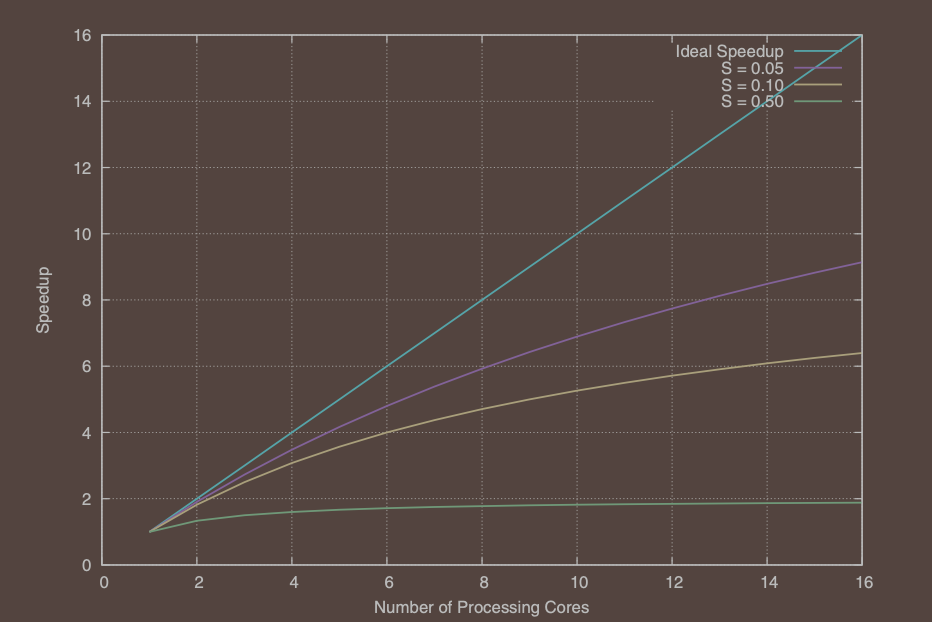 16
14
12
10
8
6
4
2
0
Speedup
Ideal Speedup
S = 0.05
S = 0.10
S = 0.50
0 2 4 6 8 10 12 14 16
Number of Processing Cores